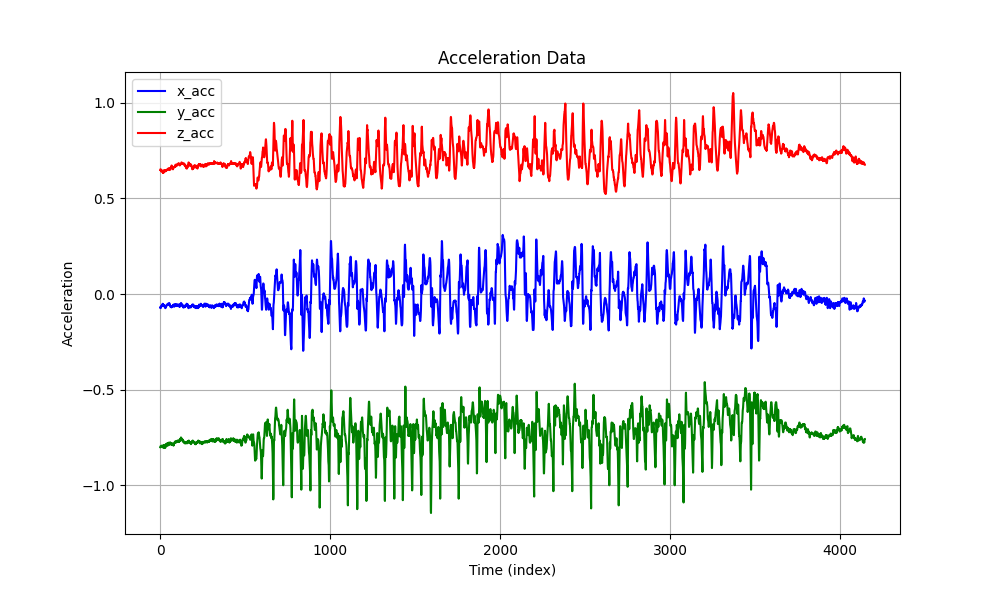 Acceleration Data
x_acc
y_acc
z_acc
1.0
0.5
0.0
−0.5
−1.0
Acceleration
0 1000 2000 3000 4000
Time (index)